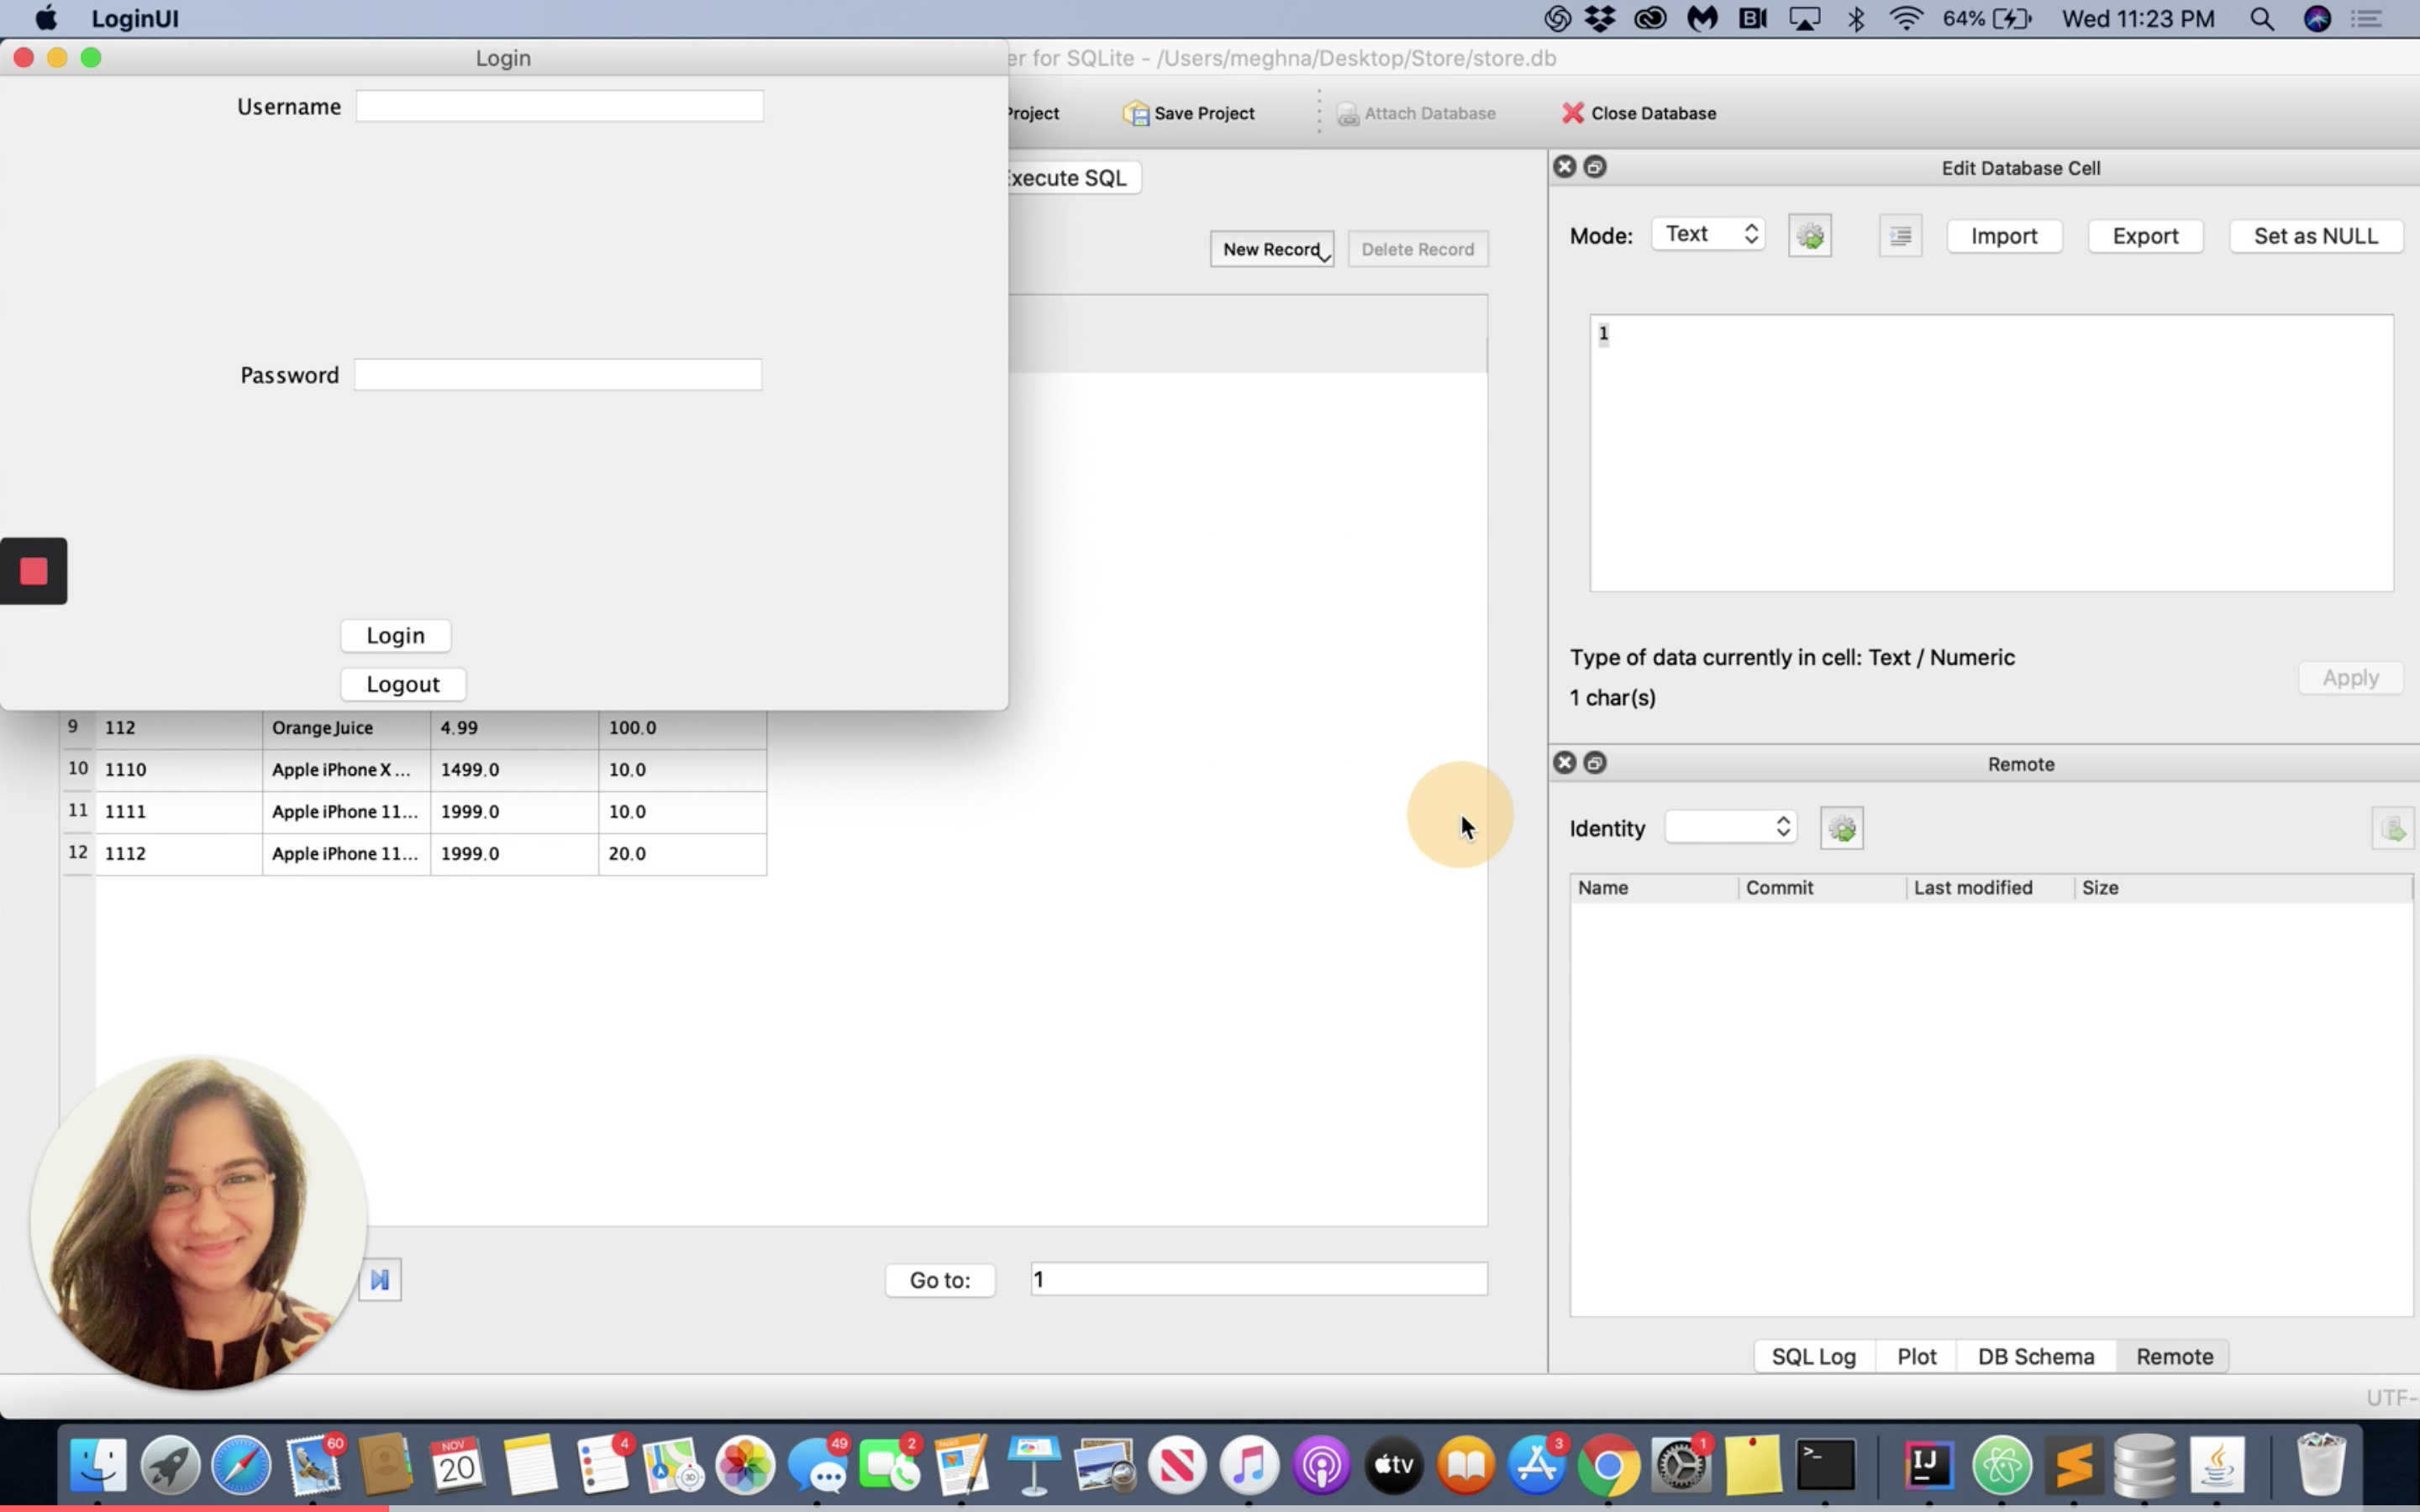 LoginUI
64%
Wed 11:23 PM
Login
er for SQLite - /Users/meghna/Desktop/Store/store.db
Username
Project
Save Project
Attach Database
Close Database
Execute SQL
Edit Database Cell
New Record
Delete Record
Mode:
Text
Import
Export
Set as NULL
1
Password
Login
Logout
Type of data currently in cell: Text / Numeric
1 char(s)
Apply
9 112 Orange Juice 4.99 100.0
10 1110 Apple iPhone X ... 1499.0 10.0
11 1111 Apple iPhone 11... 1999.0 10.0
12 1112 Apple iPhone 11... 1999.0 20.0
Remote
Identity
Name Commit Last modified Size
Go to:
1
SQL Log
Plot
DB Schema
Remote
UTF-
60
NOV
20
4
3D
49
2
PAGES
tv
3
1
>_
IJ